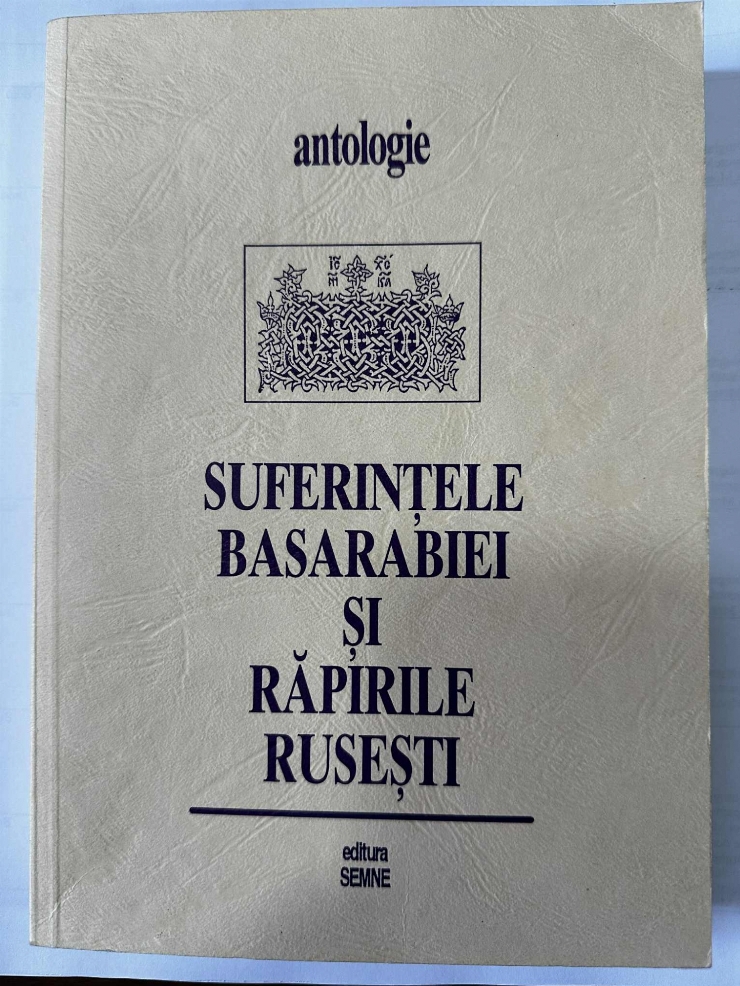 antologie
SUFERINȚELE
BASARABIEI
ȘI
RĂPIRILE
RUSEȘTI
editura
SEMNE